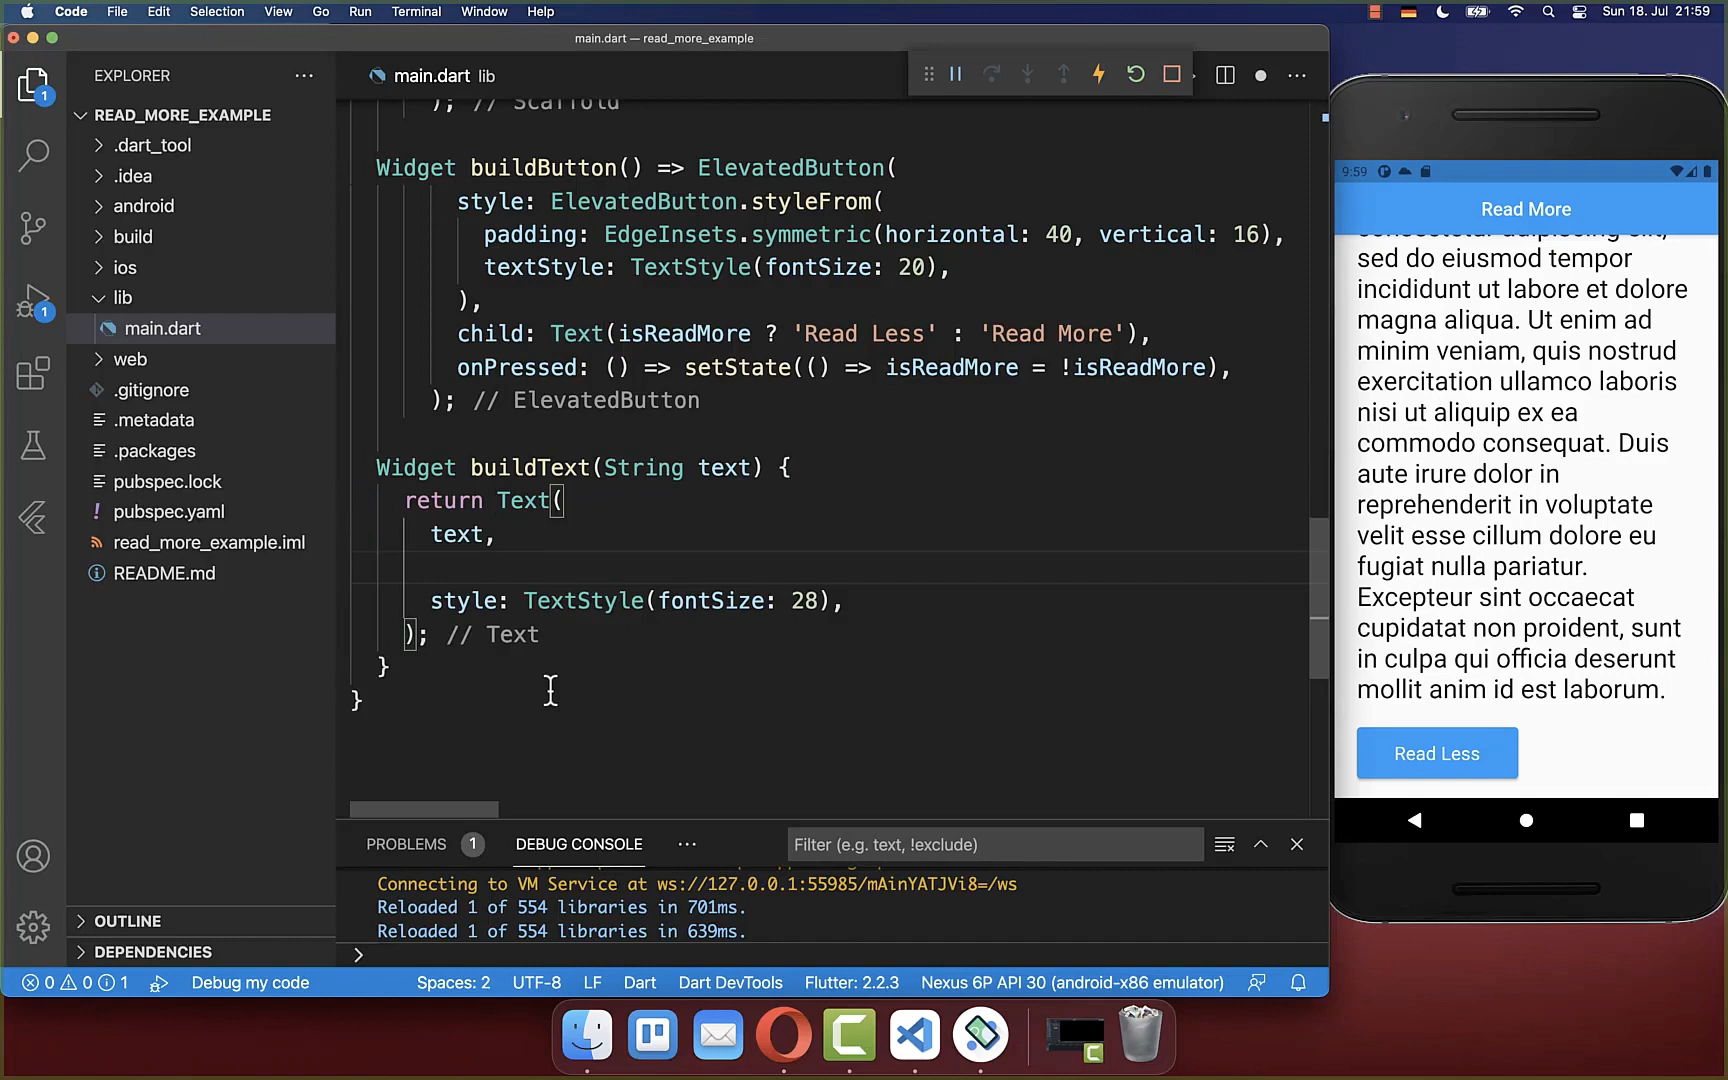 Code File Edit Selection View Go Run Terminal Window Help
Sun 18. Jul 21:59
main.dart — read_more_example
EXPLORER
READ_MORE_EXAMPLE
.dart_tool
.idea
android
build
ios
lib
main.dart
web
.gitignore
.metadata
.packages
pubspec.lock
pubspec.yaml
read_more_example.iml
README.md
OUTLINE
DEPENDENCIES
1
1
main.dart lib
); // Scaffold
Widget buildButton() => ElevatedButton(
style: ElevatedButton.styleFrom(
padding: EdgeInsets.symmetric(horizontal: 40, vertical: 16),
textStyle: TextStyle(fontSize: 20),
),
child: Text(isReadMore ? 'Read Less' : 'Read More'),
onPressed: () => setState(() => isReadMore = !isReadMore),
); // ElevatedButton
Widget buildText(String text) {
return Text(
text,
style: TextStyle(fontSize: 28),
); // Text
}
}
PROBLEMS 1 DEBUG CONSOLE
Filter (e.g. text, !exclude)
Connecting to VM Service at ws://127.0.0.1:55985/mAinYATJVi8=/ws
Reloaded 1 of 554 libraries in 701ms.
Reloaded 1 of 554 libraries in 639ms.
0 0 1 Debug my code Spaces: 2 UTF-8 LF Dart Dart DevTools Flutter: 2.2.3 Nexus 6P API 30 (android-x86 emulator)
9:59
Read More
consectetur adipiscing elit,
sed do eiusmod tempor
incididunt ut labore et dolore
magna aliqua. Ut enim ad
minim veniam, quis nostrud
exercitation ullamco laboris
nisi ut aliquip ex ea
commodo consequat. Duis
aute irure dolor in
reprehenderit in voluptate
velit esse cillum dolore eu
fugiat nulla pariatur.
Excepteur sint occaecat
cupidatat non proident, sunt
in culpa qui officia deserunt
mollit anim id est laborum.
Read Less